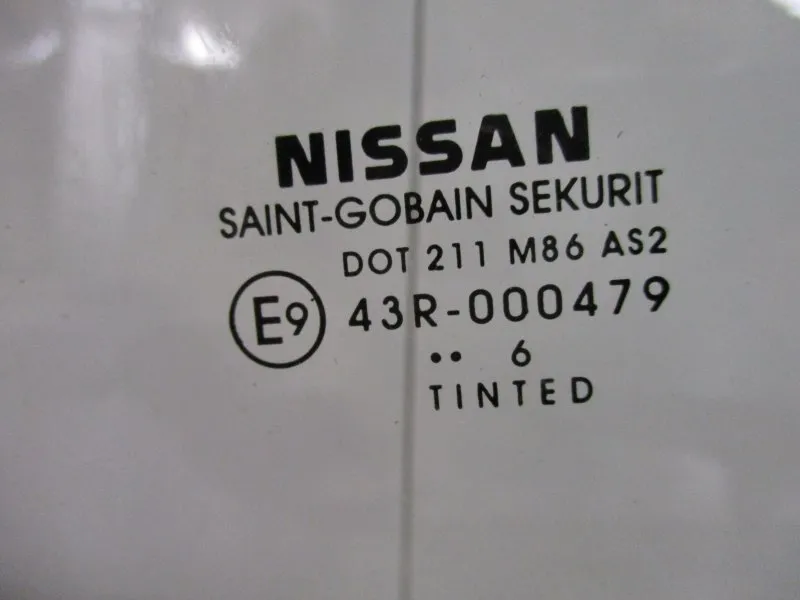 NISSAN
SAINT-GOBAIN SEKURIT
DOT 211 M86 AS2
E9 43R-000479
•• 6
TINTED